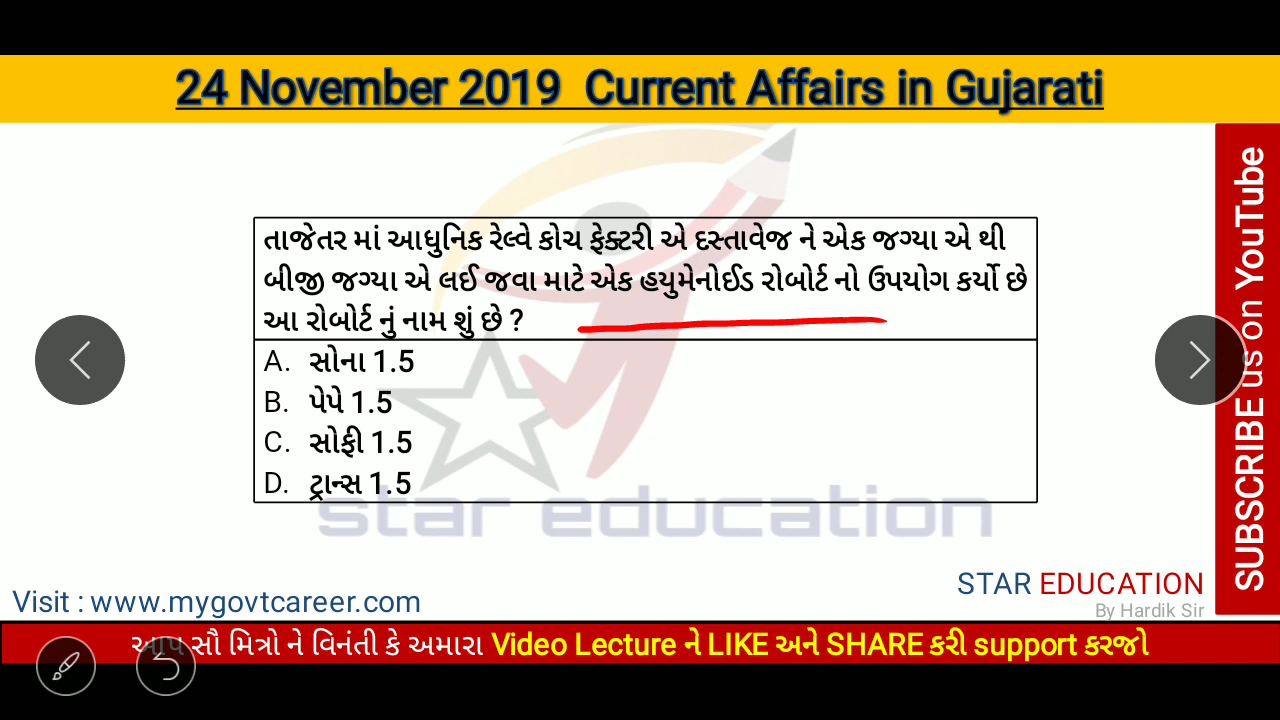 24 November 2019 Current Affairs in Gujarati
તાજેતર માં આધુનિક રેલ્વે કોચ ફેક્ટરી એ દસ્તાવેજ ને એક જગ્યા એ થી
બીજી જગ્યા એ લઈ જવા માટે એક હયુમેનોઈડ રોબોર્ટ નો ઉપયોગ કર્યો છે
આ રોબોર્ટ નું નામ શું છે ?
A. સોના 1.5
B. પેપે 1.5
C. સોફી 1.5
D. ટ્રાન્સ 1.5
star education
SUBSCRIBE us on YouTube
STAR EDUCATION
By Hardik Sir
Visit : www.mygovtcareer.com
આપ સૌ મિત્રો ને વિનંતી કે અમારા Video Lecture ને LIKE અને SHARE કરી support કરજો